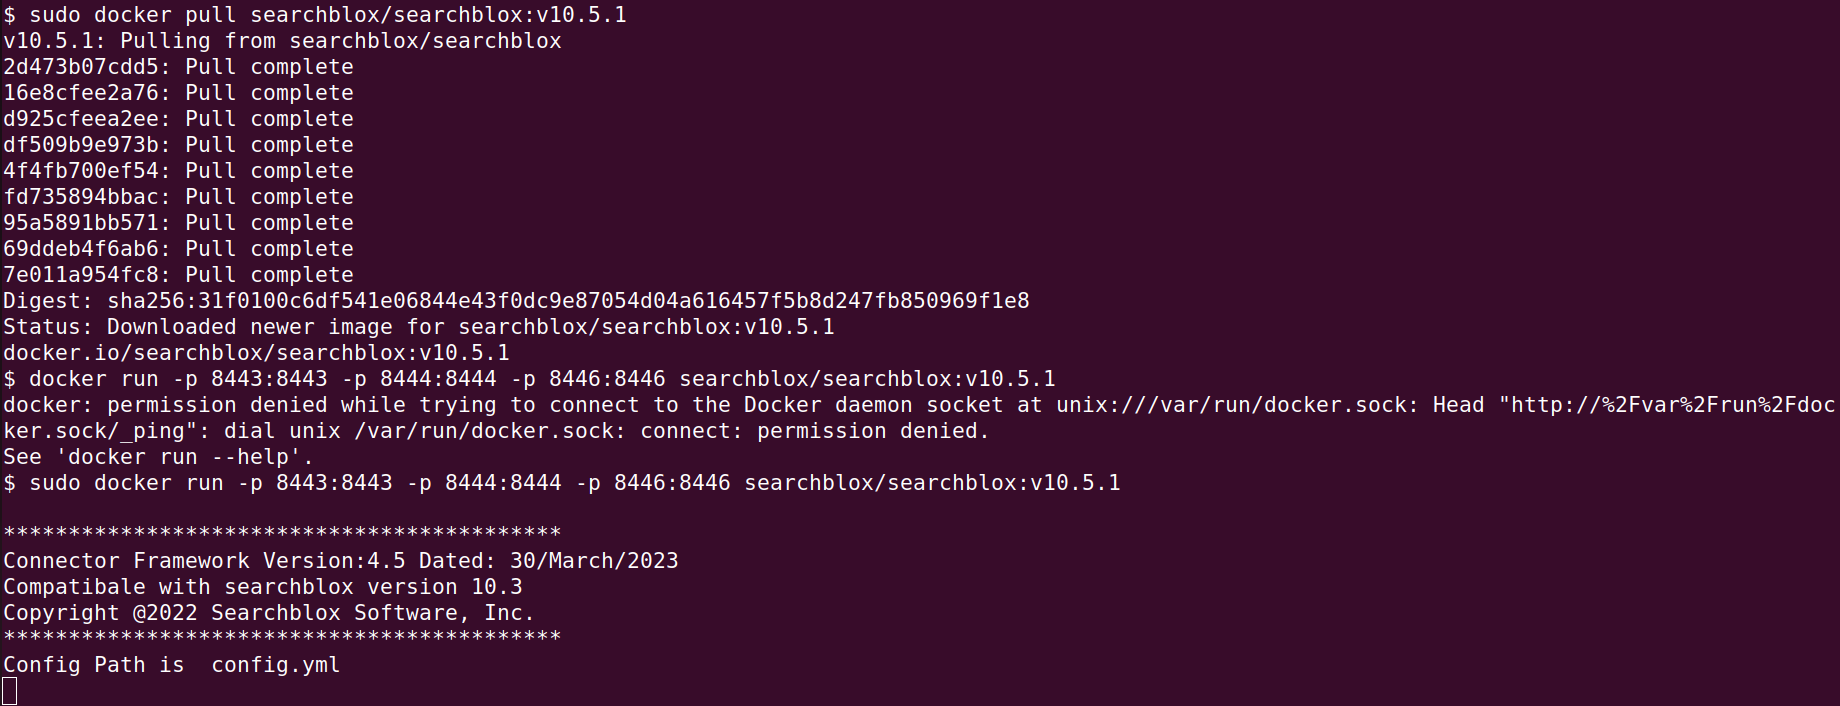 $ sudo docker pull searchblox/searchblox:v10.5.1
v10.5.1: Pulling from searchblox/searchblox
2d473b07cdd5: Pull complete
16e8cfee2a76: Pull complete
d925cfeea2ee: Pull complete
df509b9e973b: Pull complete
4f4fb700ef54: Pull complete
fd735894bbac: Pull complete
95a5891bb571: Pull complete
69ddeb4f6ab6: Pull complete
7e011a954fc8: Pull complete
Digest: sha256:31f0100c6df541e06844e43f0dc9e87054d04a616457f5b8d247fb850969f1e8
Status: Downloaded newer image for searchblox/searchblox:v10.5.1
docker.io/searchblox/searchblox:v10.5.1
$ docker run -p 8443:8443 -p 8444:8444 -p 8446:8446 searchblox/searchblox:v10.5.1
docker: permission denied while trying to connect to the Docker daemon socket at unix:///var/run/docker.sock: Head "http://%2Fvar%2Frun%2Fdoc
ker.sock/_ping": dial unix /var/run/docker.sock: connect: permission denied.
See 'docker run --help'.
$ sudo docker run -p 8443:8443 -p 8444:8444 -p 8446:8446 searchblox/searchblox:v10.5.1
*******************************************
Connector Framework Version:4.5 Dated: 30/March/2023
Compatibale with searchblox version 10.3
Copyright @2022 Searchblox Software, Inc.
*******************************************
Config Path is  config.yml